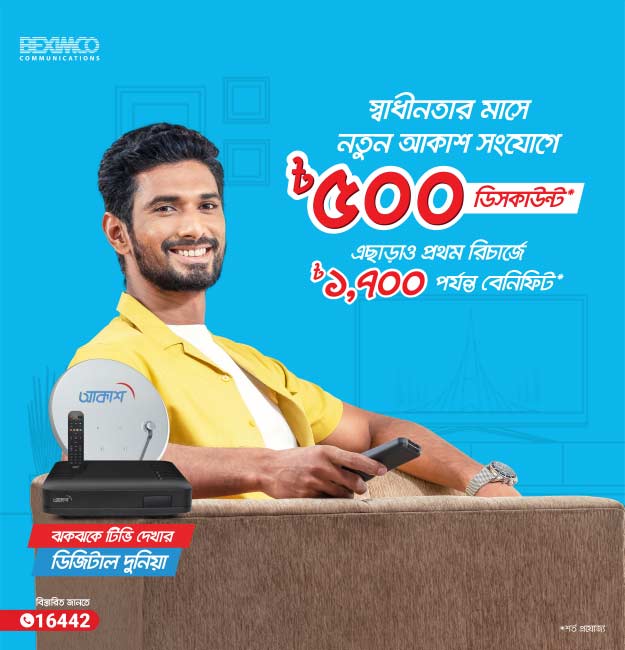 BEXIMCO
COMMUNICATIONS
স্বাধীনতার মাসে
নতুন আকাশ সংযোগে
৳৫০০ ডিসকাউন্ট*
এছাড়াও প্রথম রিচার্জে
৳১,৭০০ পর্যন্ত বেনিফিট*
আকাশ
আকাশ
ঝকঝকে টিভি দেখার
ডিজিটাল দুনিয়া
বিস্তারিত জানতে
16442
*শর্ত প্রযোজ্য